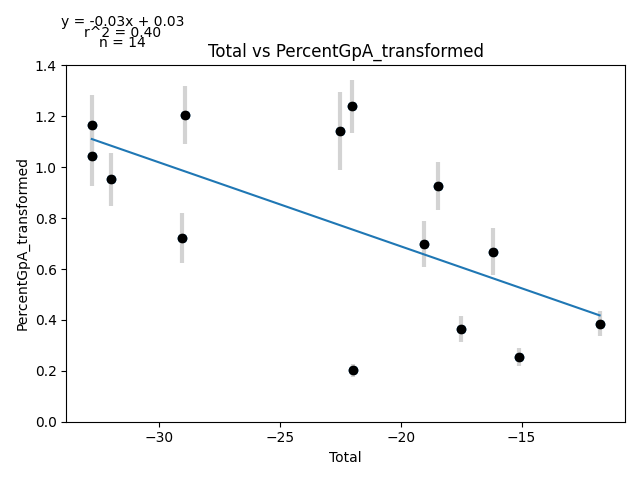 y = -0.03x + 0.03
r^2 = 0.40
n = 14
Total vs PercentGpA_transformed
1.4
1.2
1.0
0.8
0.6
0.4
0.2
0.0
PercentGpA_transformed
−30
−25
−20
−15
Total